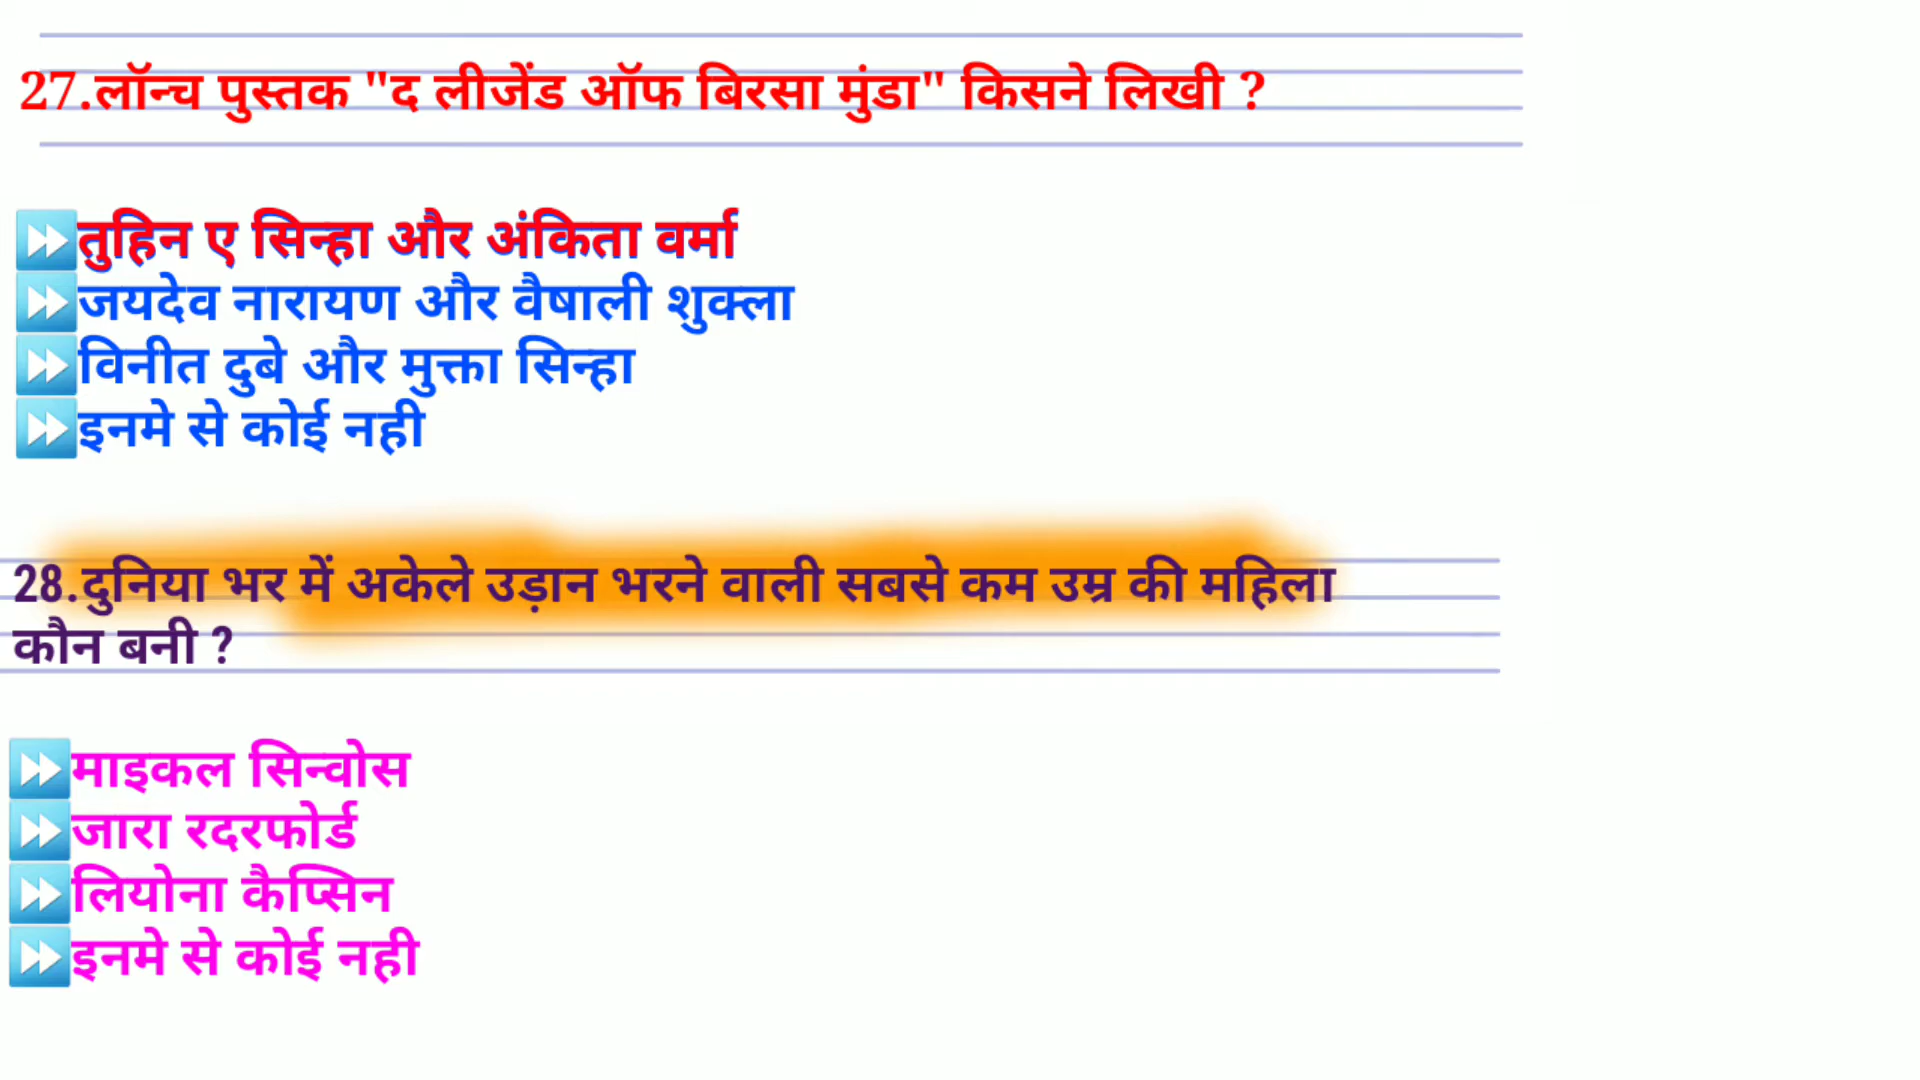 27.लॉन्च पुस्तक "द लीजेंड ऑफ बिरसा मुंडा" किसने लिखी ?
⏩तुहिन ए सिन्हा और अंकिता वर्मा
⏩जयदेव नारायण और वैषाली शुक्ला
⏩विनीत दुबे और मुक्ता सिन्हा
⏩इनमे से कोई नही
28.दुनिया भर में अकेले उड़ान भरने वाली सबसे कम उम्र की महिला
कौन बनी ?
⏩माइकल सिन्वोस
⏩जारा रदरफोर्ड
⏩लियोना कैप्सिन
⏩इनमे से कोई नही